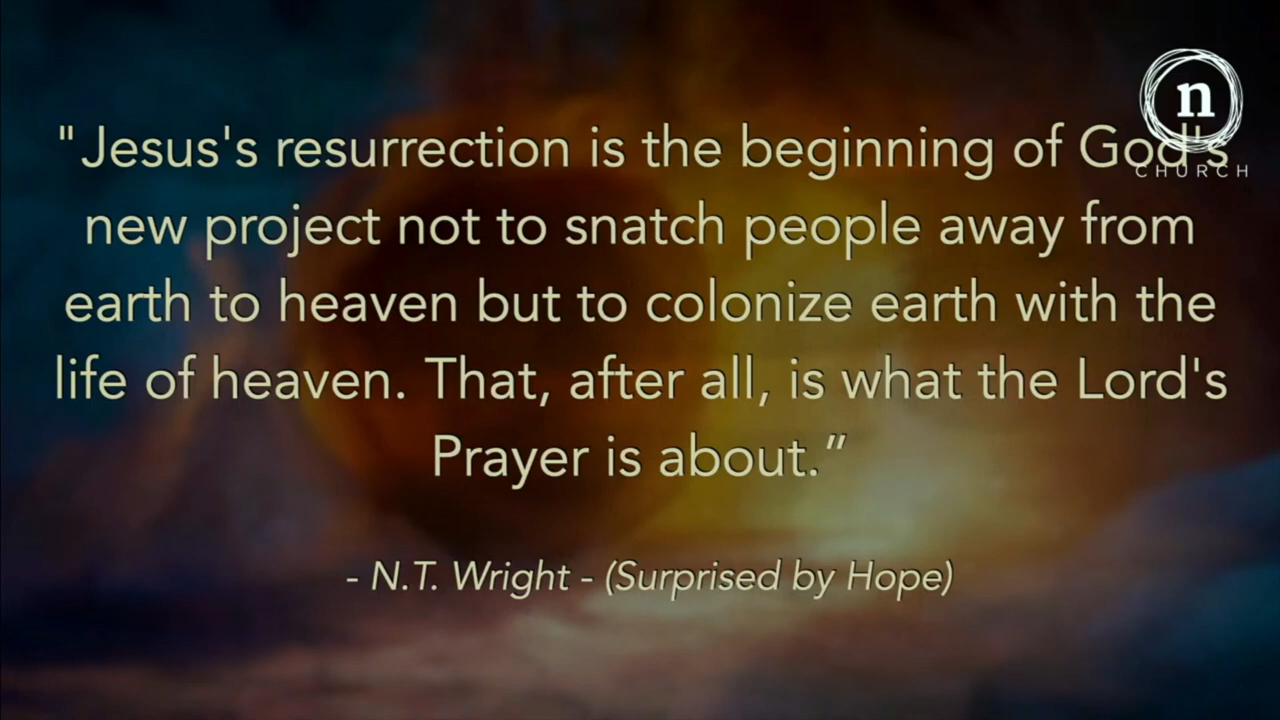 n
CHURCH
"Jesus's resurrection is the beginning of God's
new project not to snatch people away from
earth to heaven but to colonize earth with the
life of heaven. That, after all, is what the Lord's
Prayer is about.”
- N.T. Wright - (Surprised by Hope)